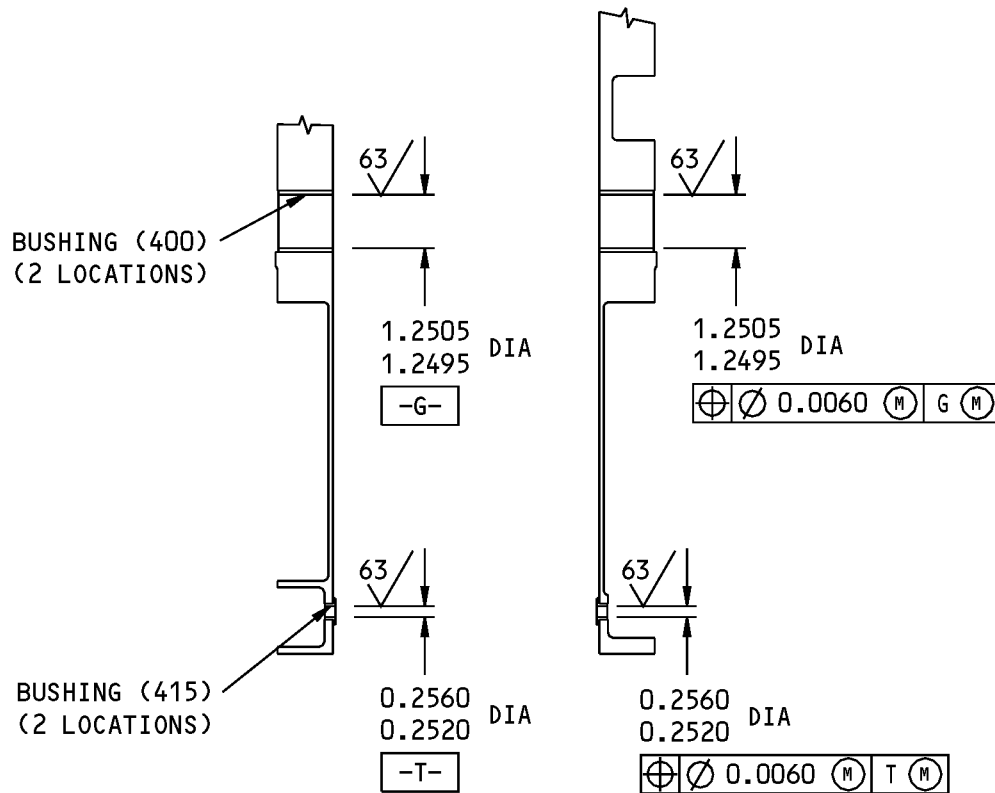 63
63
BUSHING (400)
(2 LOCATIONS)
1.2505
1.2495
DIA
-G-
1.2505
1.2495
DIA
⌖ ⌀ 0.0060 Ⓜ G Ⓜ
63
63
BUSHING (415)
(2 LOCATIONS)
0.2560
0.2520
DIA
-T-
0.2560
0.2520
DIA
⌖ ⌀ 0.0060 Ⓜ T Ⓜ